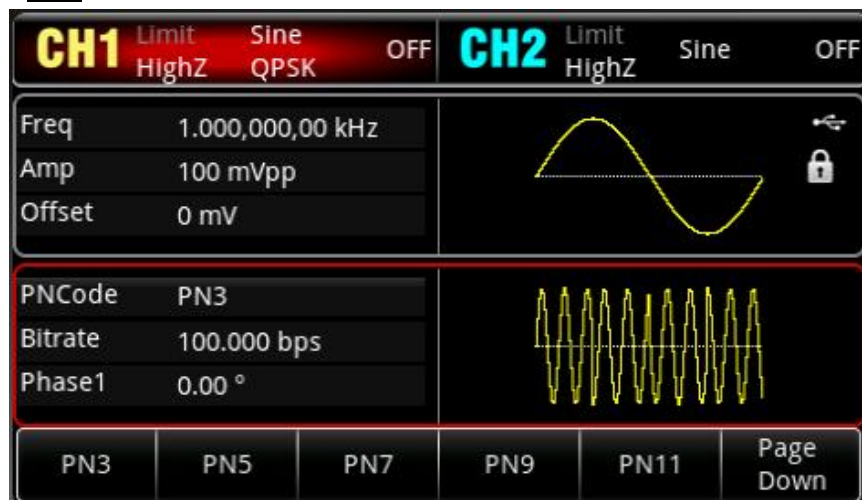 CH1 Limit Sine OFF CH2 Limit Sine OFF
HighZ QPSK HighZ
Freq 1.000,000,00 kHz
Amp 100 mVpp
Offset 0 mV
PNCode PN3
Bitrate 100.000 bps
Phase1 0.00 °
PN3 PN5 PN7 PN9 PN11 Page Down